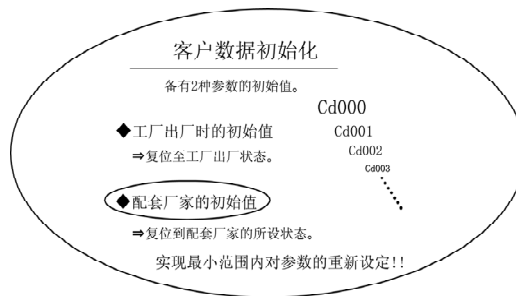 客户数据初始化
备有2种参数的初始值。
Cd000
◆工厂出厂时的初始值
Cd001
⇒复位至工厂出厂状态。
Cd002
Cd003
◆配套厂家的初始值
⇒复位到配套厂家的所设状态。
实现最小范围内对参数的重新设定!!